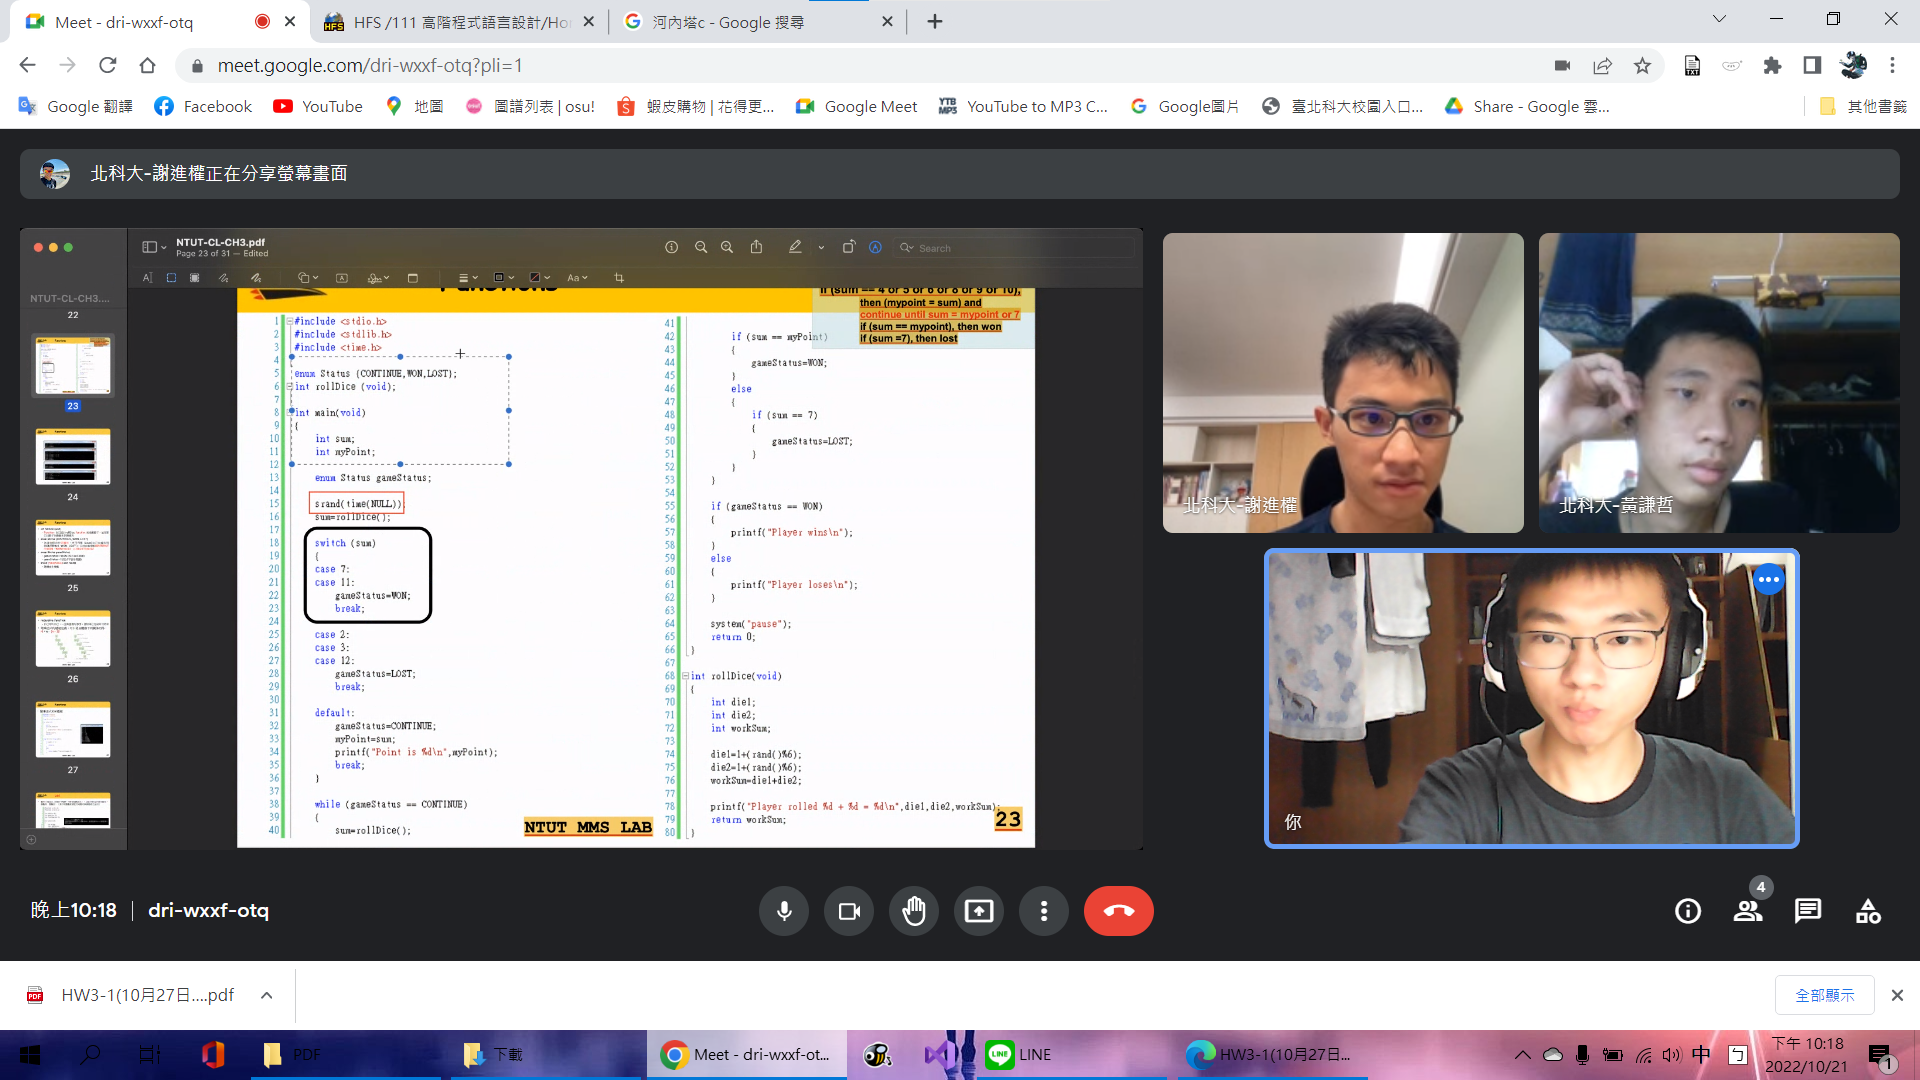 Meet - dri-wxxf-otq
HFS /111 高階程式語言設計/Ho
河內塔c - Google 搜尋
meet.google.com/dri-wxxf-otq?pli=1
Google 翻譯
Facebook
YouTube
地圖
圖譜列表 | osu!
蝦皮購物 | 花得更...
Google Meet
YouTube to MP3 C...
Google圖片
臺北科大校園入口...
Share - Google 雲...
其他書籤
北科大-謝進權正在分享螢幕畫面
NTUT-CL-CH3.pdf
Page 23 of 31 — Edited
Search
NTUT-CL-CH3....
22
23
24
25
26
27
if (sum == 4 or 5 or 6 or 8 or 9 or 10),
then (mypoint = sum) and
continue until sum = mypoint or 7
if (sum == mypoint), then won
if (sum =7), then lost
1 #include <stdio.h>
2 #include <stdlib.h>
3 #include <time.h>
4
5 enum Status {CONTINUE,WON,LOST};
6 int rollDice (void);
7
8 int main(void)
9 {
10 int sum;
11 int myPoint;
12
13 enum Status gameStatus;
14
15 srand(time(NULL));
16 sum=rollDice();
17
18 switch (sum)
19 {
20 case 7:
21 case 11:
22 gameStatus=WON;
23 break;
24
25 case 2:
26 case 3:
27 case 12:
28 gameStatus=LOST;
29 break;
30
31 default:
32 gameStatus=CONTINUE;
33 myPoint=sum;
34 printf("Point is %d\n",myPoint);
35 break;
36 }
37
38 while (gameStatus == CONTINUE)
39 {
40 sum=rollDice();
41
42 if (sum == myPoint)
43 {
44 gameStatus=WON;
45 }
46 else
47 {
48 if (sum == 7)
49 {
50 gameStatus=LOST;
51 }
52 }
53 }
54
55 if (gameStatus == WON)
56 {
57 printf("Player wins\n");
58 }
59 else
60 {
61 printf("Player loses\n");
62 }
63
64 system("pause");
65 return 0;
66 }
67
68 int rollDice(void)
69 {
70 int die1;
71 int die2;
72 int workSum;
73
74 die1=1+(rand()%6);
75 die2=1+(rand()%6);
76 workSum=die1+die2;
77
78 printf("Player rolled %d + %d = %d\n",die1,die2,workSum);
79 return workSum;
80 }
NTUT MMS LAB
23
北科大-謝進權
北科大-黃謙哲
你
晚上10:18
dri-wxxf-otq
4
HW3-1(10月27日....pdf
全部顯示
PDF
下載
Meet - dri-wxxf-ot...
LINE
HW3-1(10月27日...
中
下午 10:18
2022/10/21
1